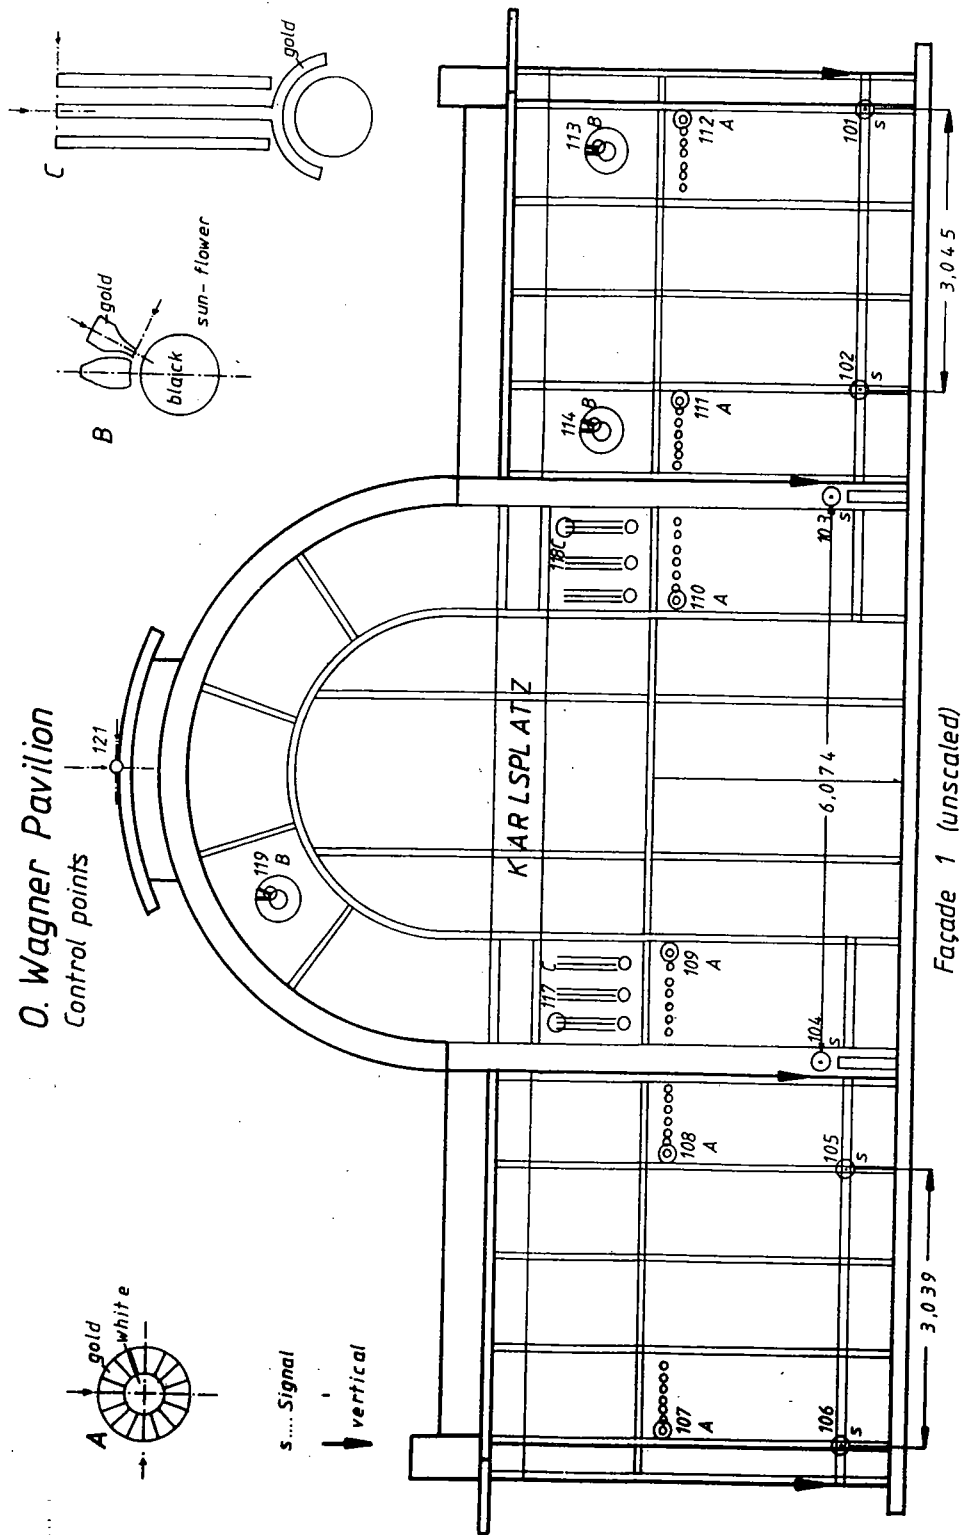 O. Wagner Pavilion
Control points
A
gold
white
s.... Signal
vertical
B
gold
black
sun-flower
C
gold
121
119
B
KARLSPLATZ
117
C
118C
113
B
114
B
107
A
108
A
109
A
110
A
111
A
112
A
106
s
105
s
104
s
103
s
102
s
101
s
3,039
6,074
3,045
Façade 1 (unscaled)